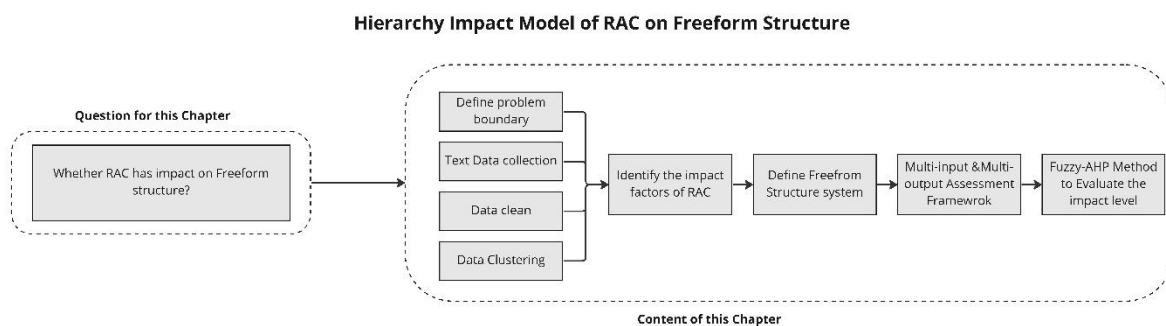 Hierarchy Impact Model of RAC on Freeform Structure
Question for this Chapter
Whether RAC has impact on Freeform
structure?
Define problem
boundary
Text Data collection
Data clean
Data Clustering
Identify the impact
factors of RAC
Define Freefrom
Structure system
Multi-input &Multi-
output Assessment
Framewrok
Fuzzy-AHP Method
to Evaluate the
impact level
Content of this Chapter